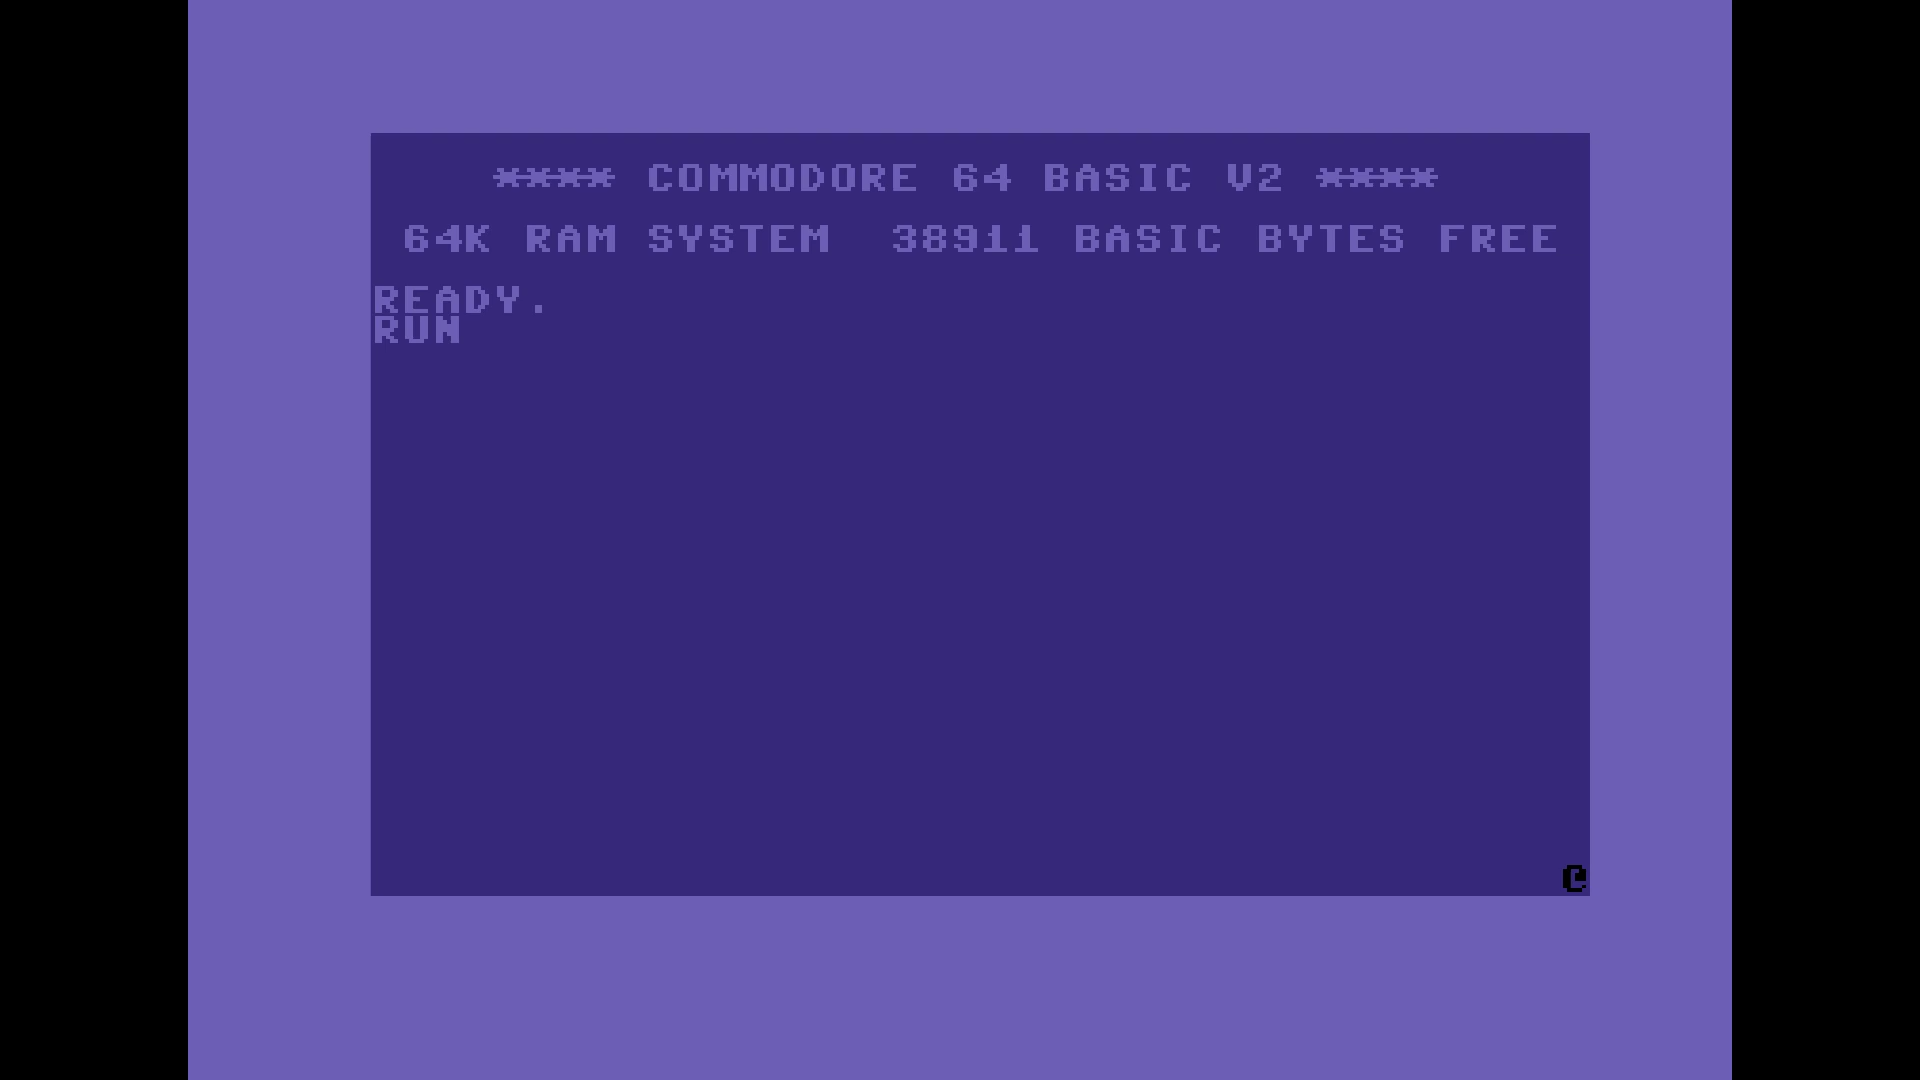 **** COMMODORE 64 BASIC V2 ****
64K RAM SYSTEM  38911 BASIC BYTES FREE
READY.
RUN
@